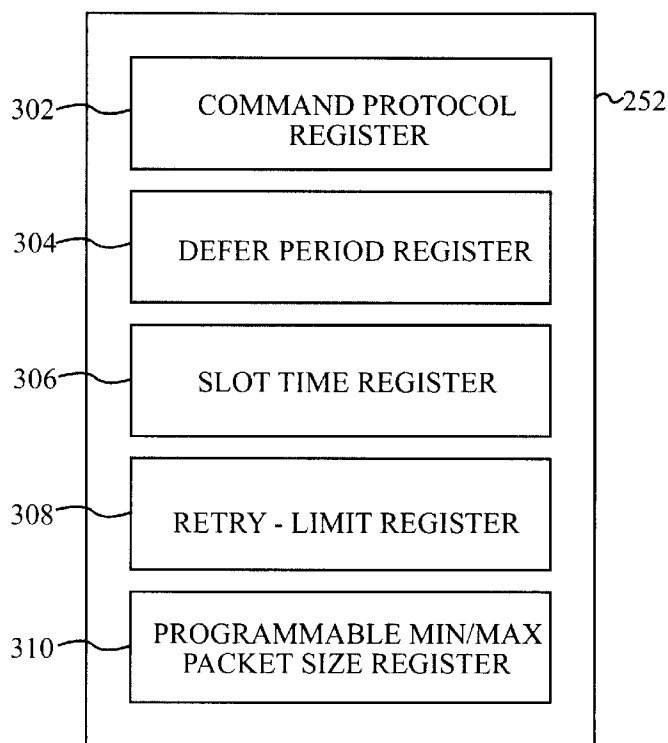 302
COMMAND PROTOCOL
REGISTER
252
304
DEFER PERIOD REGISTER
306
SLOT TIME REGISTER
308
RETRY - LIMIT REGISTER
310
PROGRAMMABLE MIN/MAX
PACKET SIZE REGISTER